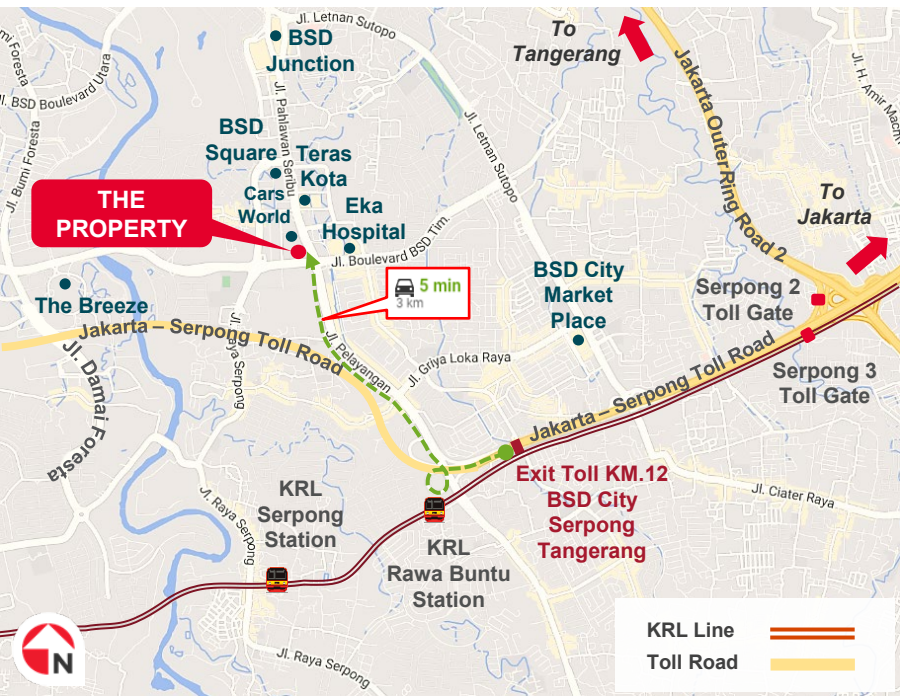 Jl. Letnan Sutopo
To
Tangerang
BSD
Junction
Jakarta Outer Ring Road 2
Jl. H. Amir Mach
Bumi Foresta
Jl. BSD Boulevard Utara
Jl. Pahlawan Seribu
Jl. Letnan Sutopo
BSD
Square
Teras
Kota
Jl. Bumi Foresta
Cars
World
Eka
Hospital
THE
PROPERTY
To
Jakarta
Jl. Boulevard BSD Tim.
BSD City
Market
Place
5 min
3 km
Serpong 2
Toll Gate
The Breeze
Jakarta – Serpong Toll Road
Jl. Raya Serpong
Jl. Pelayangan
Jl. Griya Loka Raya
Jl. Damai Foresta
Serpong 3
Toll Gate
Jakarta – Serpong Toll Road
Exit Toll KM.12
BSD City
Serpong
Tangerang
KRL
Serpong
Station
Jl. Raya Serpong
Jl. Ciater Raya
KRL
Rawa Buntu
Station
Jl. Raya Serpong
N
KRL Line
Toll Road